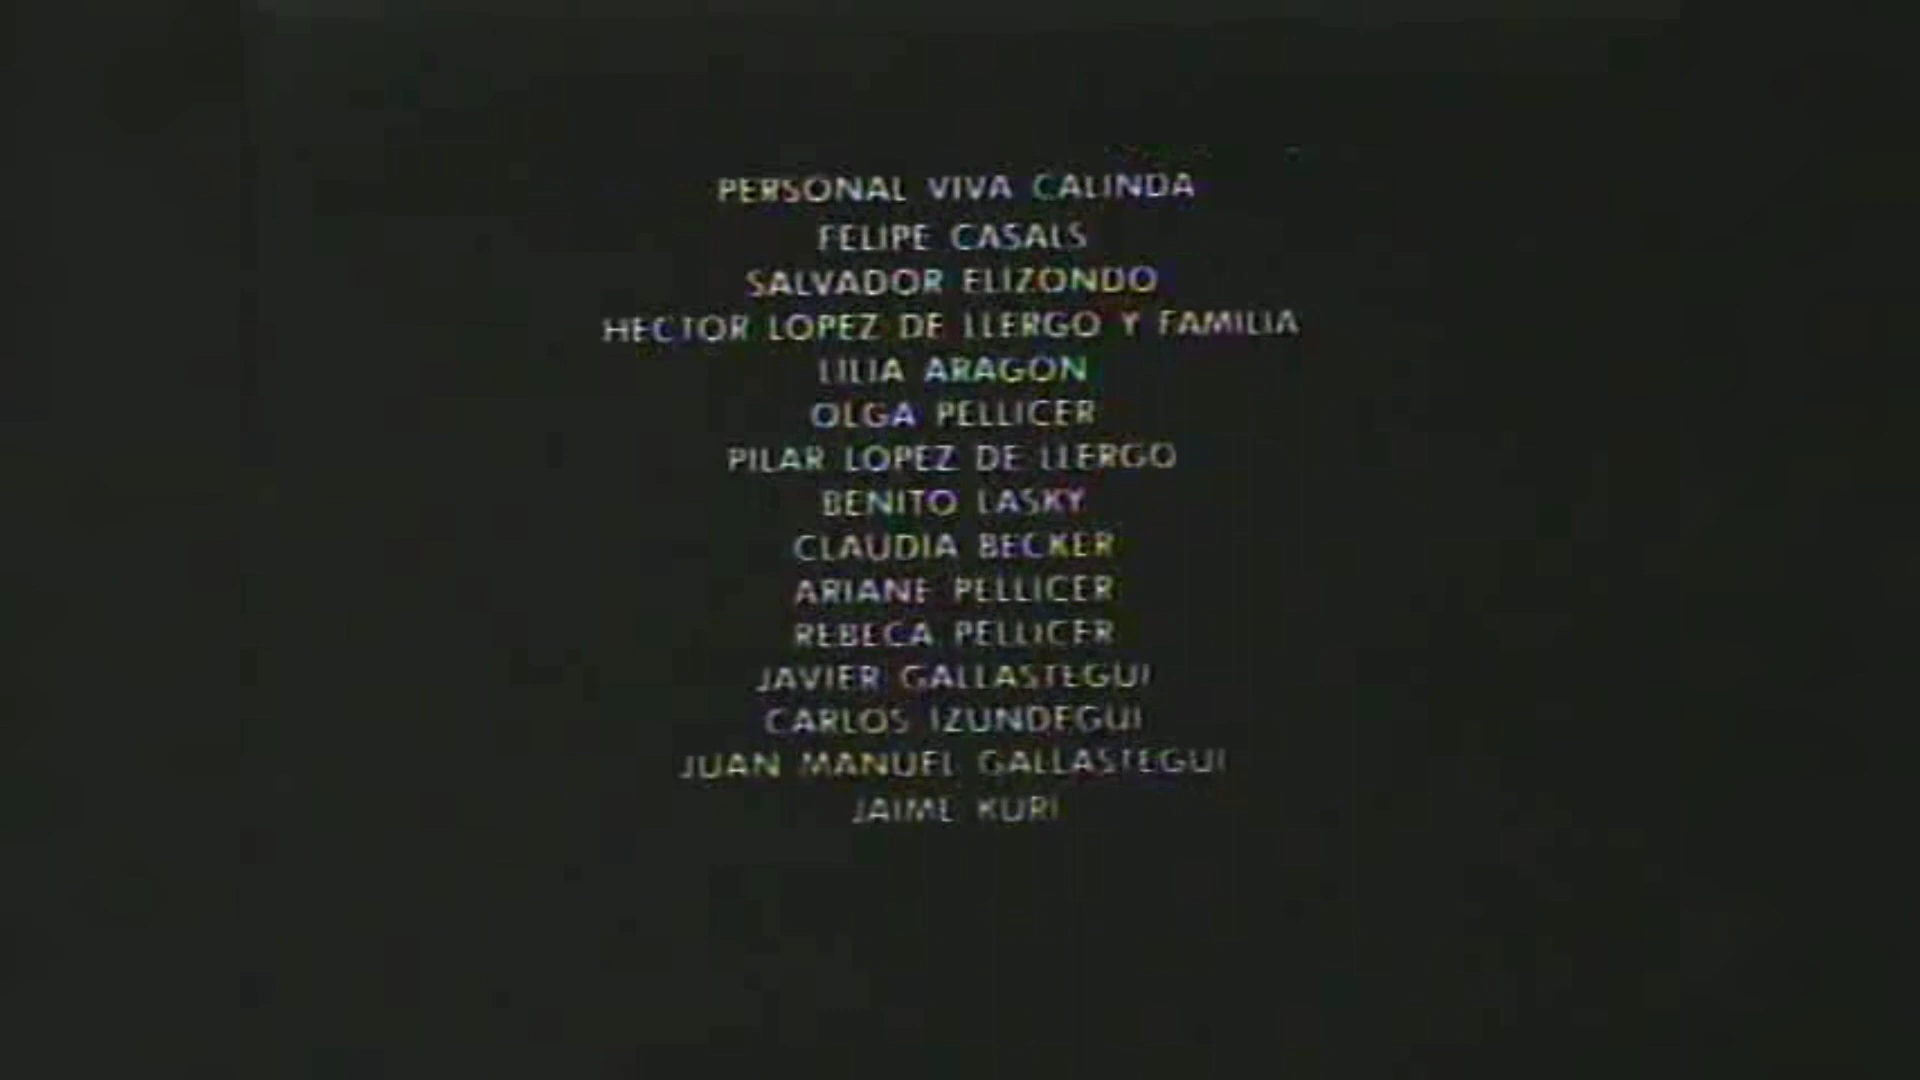 PERSONAL VIVA CALINDA
FELIPE CASALS
SALVADOR ELIZONDO
HECTOR LOPEZ DE LLERGO Y FAMILIA
LILIA ARAGON
OLGA PELLICER
PILAR LOPEZ DE LLERGO
BENITO LASKY
CLAUDIA BECKER
ARIANE PELLICER
REBECA PELLICER
JAVIER GALLASTEGUI
CARLOS IZUNDEGUI
JUAN MANUEL GALLASTEGUI
JAIME KURI